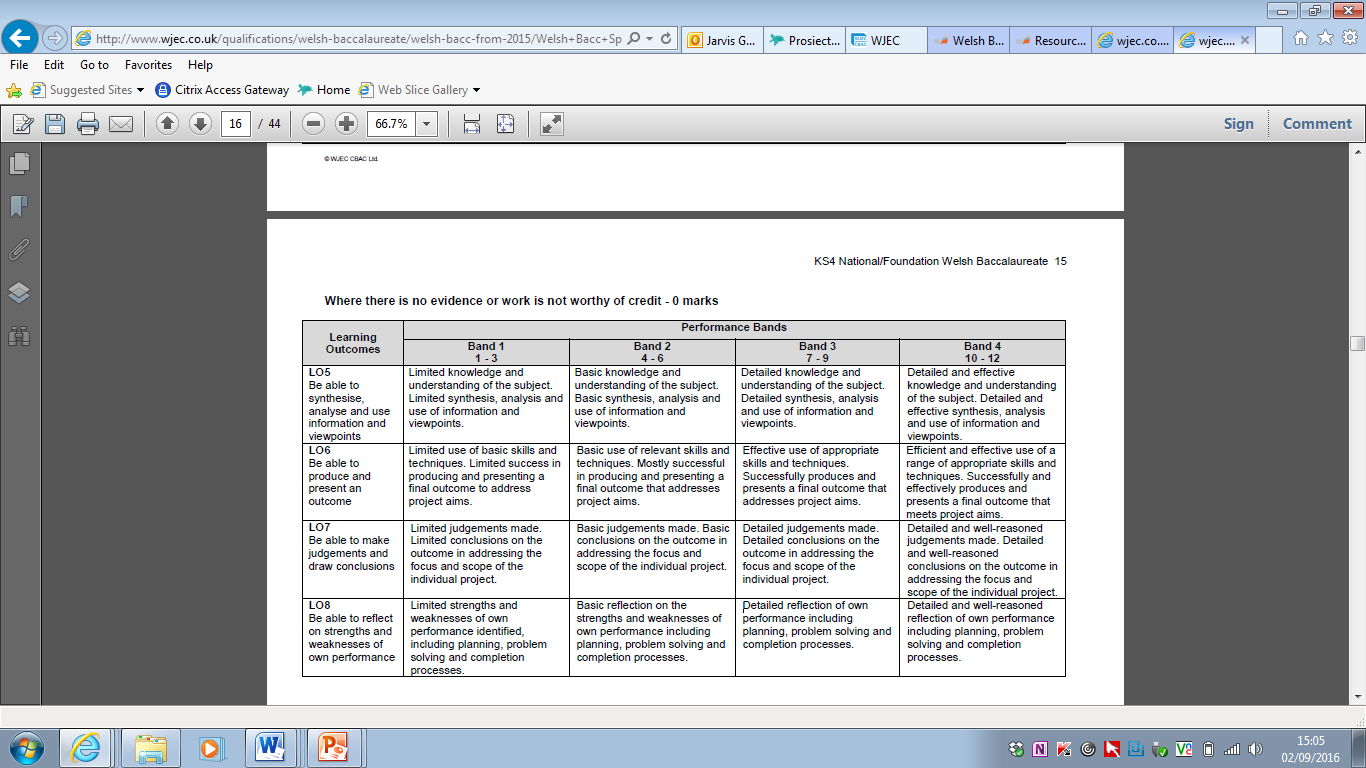 http://www.wjec.co.uk/qualifications/welsh-baccalaureate/welsh-bacc-from-2015/Welsh+Bacc+Sp
Jarvis G...
Prosiect...
WJEC
Welsh B...
Resourc...
wjec.co....
wjec....
File Edit Go to Favorites Help
Suggested Sites Citrix Access Gateway Home Web Slice Gallery
16 / 44 66.7% Sign Comment
© WJEC CBAC Ltd.
KS4 National/Foundation Welsh Baccalaureate 15
Where there is no evidence or work is not worthy of credit - 0 marks
Learning
Outcomes
Performance Bands
Band 1
1 - 3
Band 2
4 - 6
Band 3
7 - 9
Band 4
10 - 12
LO5
Be able to
synthesise,
analyse and use
information and
viewpoints
Limited knowledge and
understanding of the subject.
Limited synthesis, analysis and
use of information and
viewpoints.
Basic knowledge and
understanding of the subject.
Basic synthesis, analysis and
use of information and
viewpoints.
Detailed knowledge and
understanding of the subject.
Detailed synthesis, analysis
and use of information and
viewpoints.
Detailed and effective
knowledge and understanding
of the subject. Detailed and
effective synthesis, analysis
and use of information and
viewpoints.
LO6
Be able to
produce and
present an
outcome
Limited use of basic skills and
techniques. Limited success in
producing and presenting a
final outcome to address
project aims.
Basic use of relevant skills and
techniques. Mostly successful
in producing and presenting a
final outcome that addresses
project aims.
Effective use of appropriate
skills and techniques.
Successfully produces and
presents a final outcome that
addresses project aims.
Efficient and effective use of a
range of appropriate skills and
techniques. Successfully and
effectively produces and
presents a final outcome that
meets project aims.
LO7
Be able to make
judgements and
draw conclusions
Limited judgements made.
Limited conclusions on the
outcome in addressing the
focus and scope of the
individual project.
Basic judgements made. Basic
conclusions on the outcome in
addressing the focus and
scope of the individual project.
Detailed judgements made.
Detailed conclusions on the
outcome in addressing the
focus and scope of the
individual project.
Detailed and well-reasoned
judgements made. Detailed
and well-reasoned
conclusions on the outcome in
addressing the focus and
scope of the individual project.
LO8
Be able to reflect
on strengths and
weaknesses of
own performance
Limited strengths and
weaknesses of own
performance identified,
including planning, problem
solving and completion
processes.
Basic reflection on the
strengths and weaknesses of
own performance including
planning, problem solving and
completion processes.
Detailed reflection of own
performance including
planning, problem solving and
completion processes.
Detailed and well-reasoned
reflection of own performance
including planning, problem
solving and completion
processes.
15:05
02/09/2016